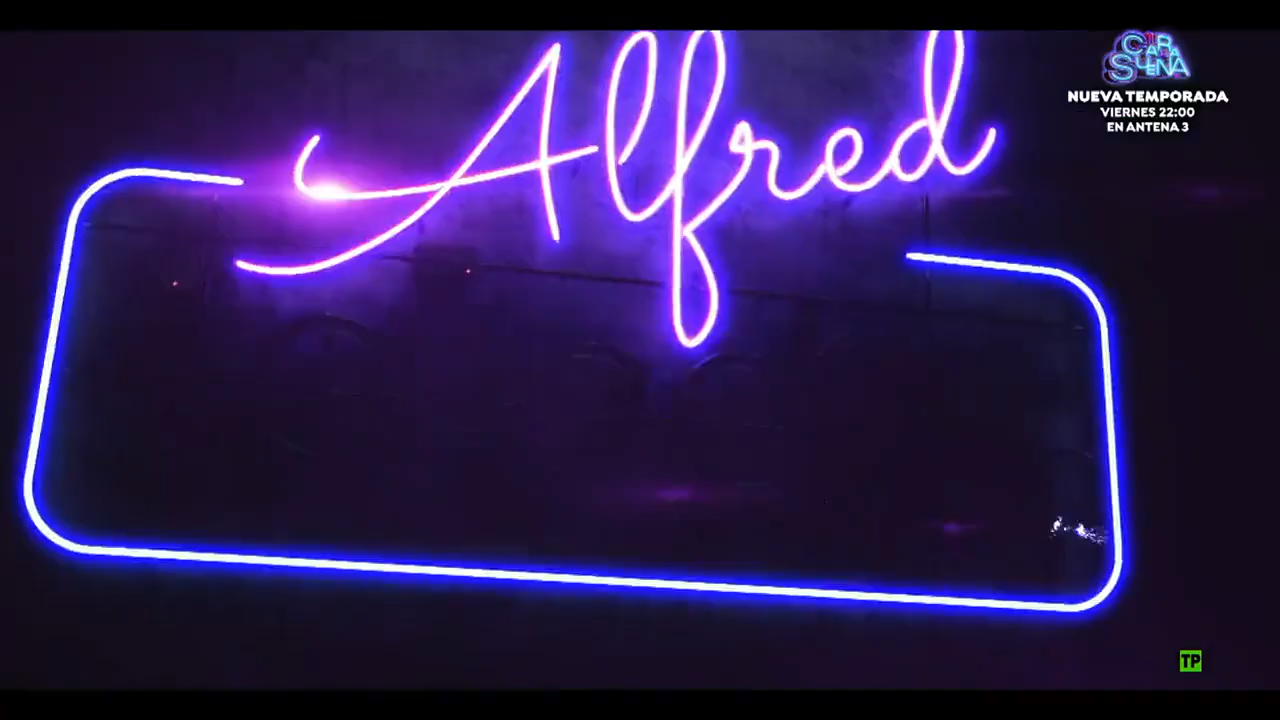 Alfred
TU
CARA
ME
SUENA
NUEVA TEMPORADA
VIERNES 22:00
EN ANTENA 3
TP